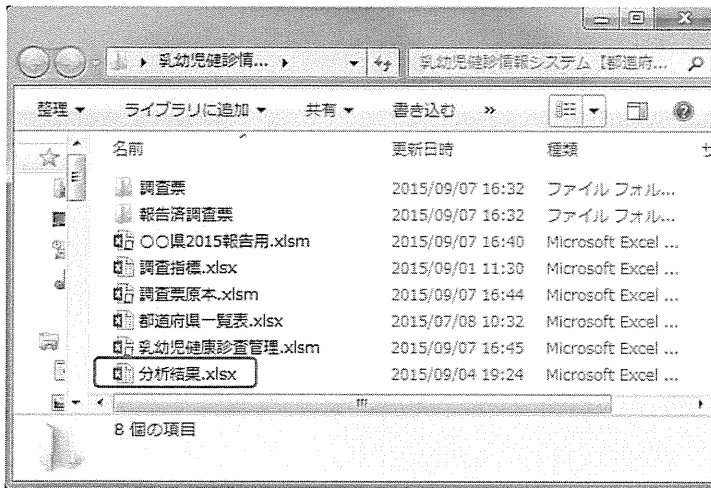 乳幼児健診情...
乳幼児健診情報システム【都道府...
整理 ライブラリに追加 共有 書き込む »
名前 更新日時 種類 サ
調査票 2015/09/07 16:32 ファイル フォル...
報告済調査票 2015/09/07 16:32 ファイル フォル...
〇〇県2015報告用.xlsm 2015/09/07 16:40 Microsoft Excel ...
調査指標.xlsx 2015/09/01 11:30 Microsoft Excel ...
調査票原本.xlsm 2015/09/07 16:44 Microsoft Excel ...
都道府県一覧表.xlsx 2015/07/08 10:32 Microsoft Excel ...
乳幼児健康診査管理.xlsm 2015/09/07 16:45 Microsoft Excel ...
分析結果.xlsx 2015/09/04 19:24 Microsoft Excel ...
8 個の項目